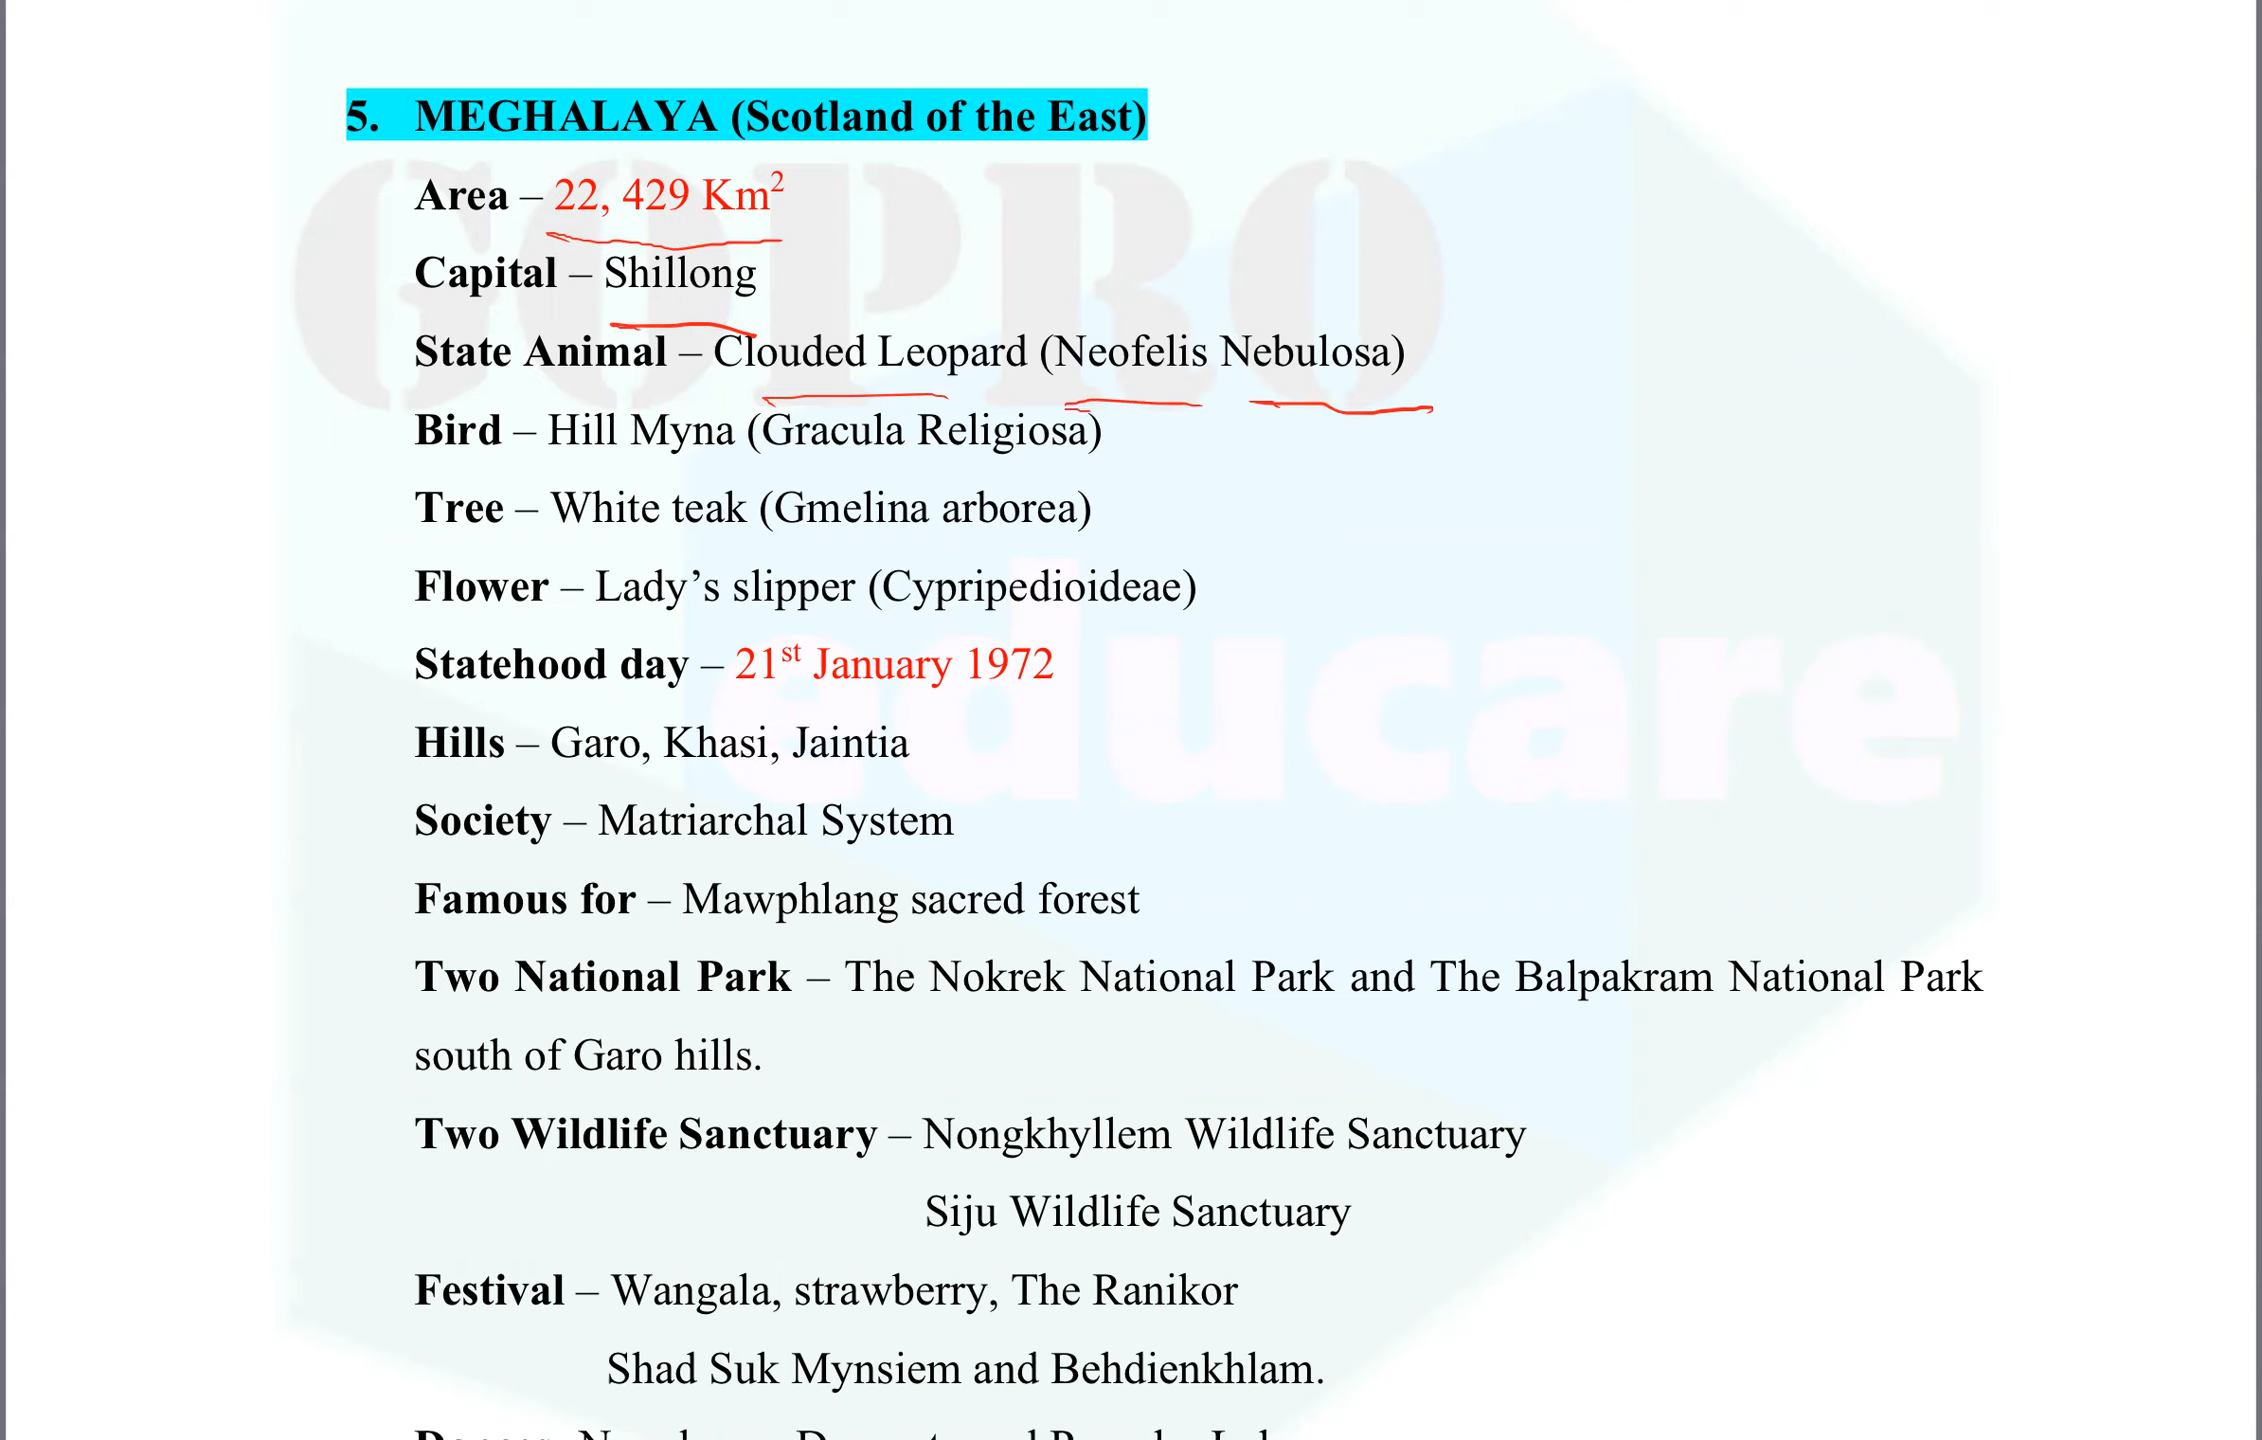 5. MEGHALAYA (Scotland of the East)
Area – 22, 429 Km²
Capital – Shillong
State Animal – Clouded Leopard (Neofelis Nebulosa)
Bird – Hill Myna (Gracula Religiosa)
Tree – White teak (Gmelina arborea)
Flower – Lady’s slipper (Cypripedioideae)
Statehood day – 21st January 1972
Hills – Garo, Khasi, Jaintia
Society – Matriarchal System
Famous for – Mawphlang sacred forest
Two National Park – The Nokrek National Park and The Balpakram National Park
south of Garo hills.
Two Wildlife Sanctuary – Nongkhyllem Wildlife Sanctuary
Siju Wildlife Sanctuary
Festival – Wangala, strawberry, The Ranikor
Shad Suk Mynsiem and Behdienkhlam.
GOPRO
educare